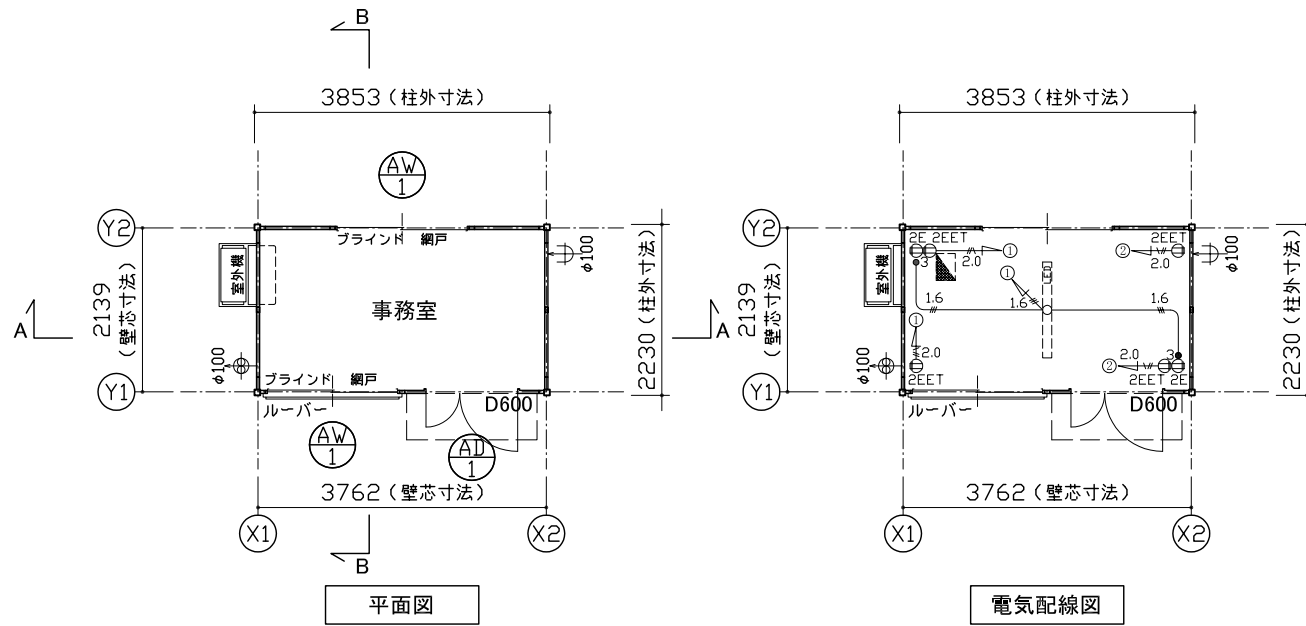 B
3853(柱外寸法)
AW
1
Y2
ブラインド 網戸
φ100
室外機
2139
(壁芯寸法)
事務室
2230(柱外寸法)
A
φ100
ブラインド 網戸
Y1
ルーバー
D600
AW
1
AD
1
3762(壁芯寸法)
X1
X2
B
平面図
3853(柱外寸法)
2E 2EET
2EET
3
2.0
①
②
2.0
φ100
室外機
①
1.6
1.6
1.6
A
2139
(壁芯寸法)
2230(柱外寸法)
①
2.0
φ100
2EET
②
2.0
3
2EET 2E
ルーバー
D600
3762(壁芯寸法)
X1
X2
電気配線図